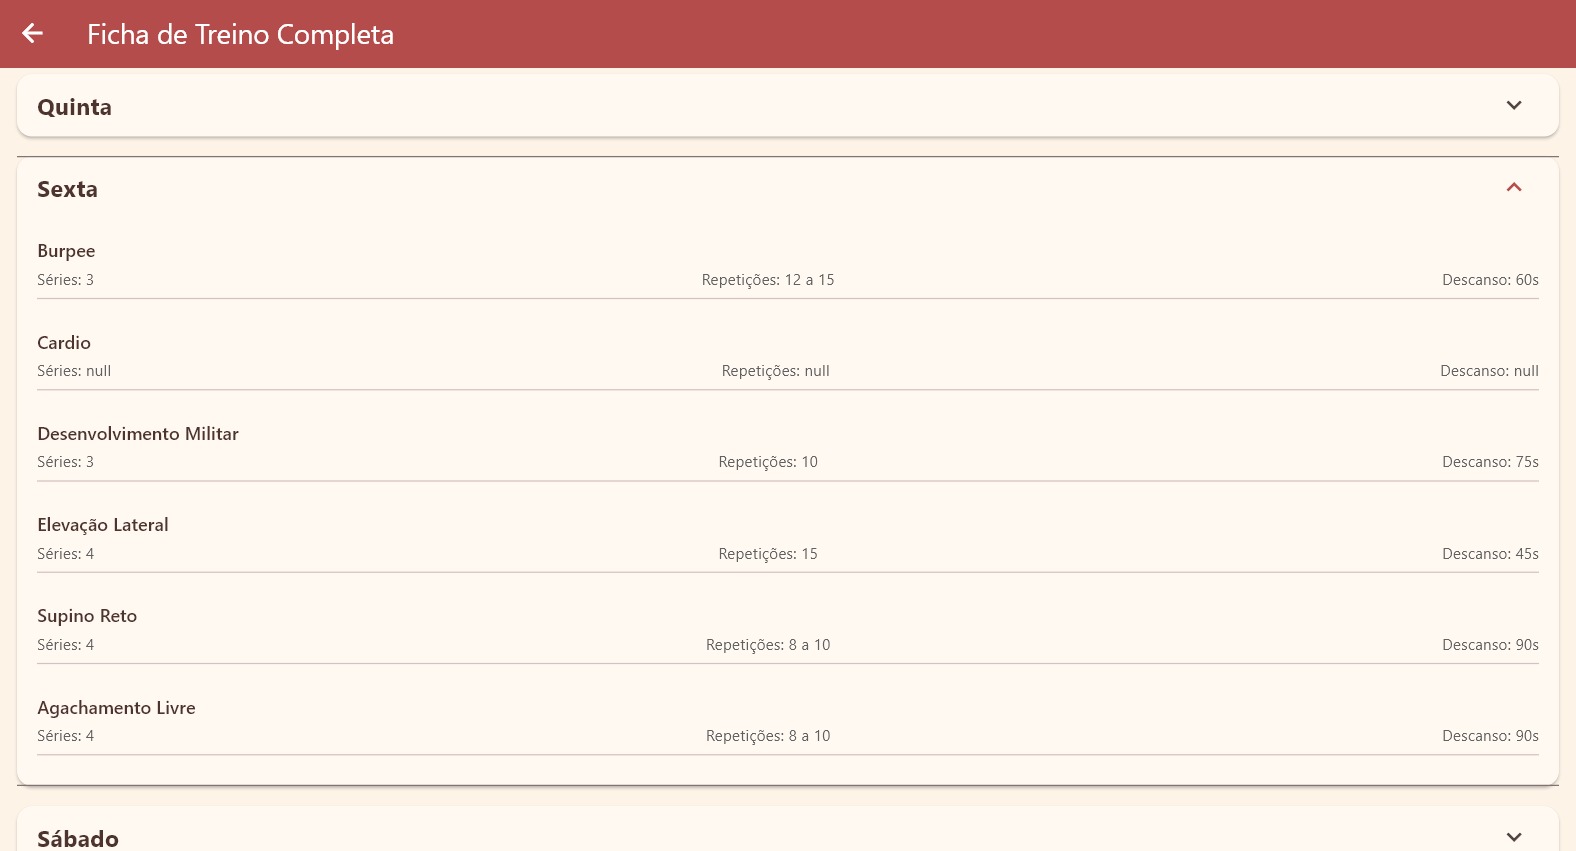 Ficha de Treino Completa
Quinta
Sexta
Burpee
Séries: 3 Repetições: 12 a 15 Descanso: 60s
Cardio
Séries: null Repetições: null Descanso: null
Desenvolvimento Militar
Séries: 3 Repetições: 10 Descanso: 75s
Elevação Lateral
Séries: 4 Repetições: 15 Descanso: 45s
Supino Reto
Séries: 4 Repetições: 8 a 10 Descanso: 90s
Agachamento Livre
Séries: 4 Repetições: 8 a 10 Descanso: 90s
Sábado